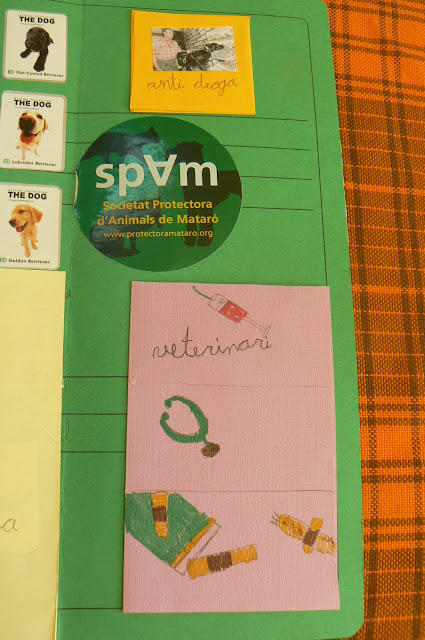 THE DOG
Flat-Coated Retriever
THE DOG
Labrador Retriever
THE DOG
Golden Retriever
anti droga
spam
Societat Protectora
d'Animals de Mataró
www.protectoramataro.org
veterinari